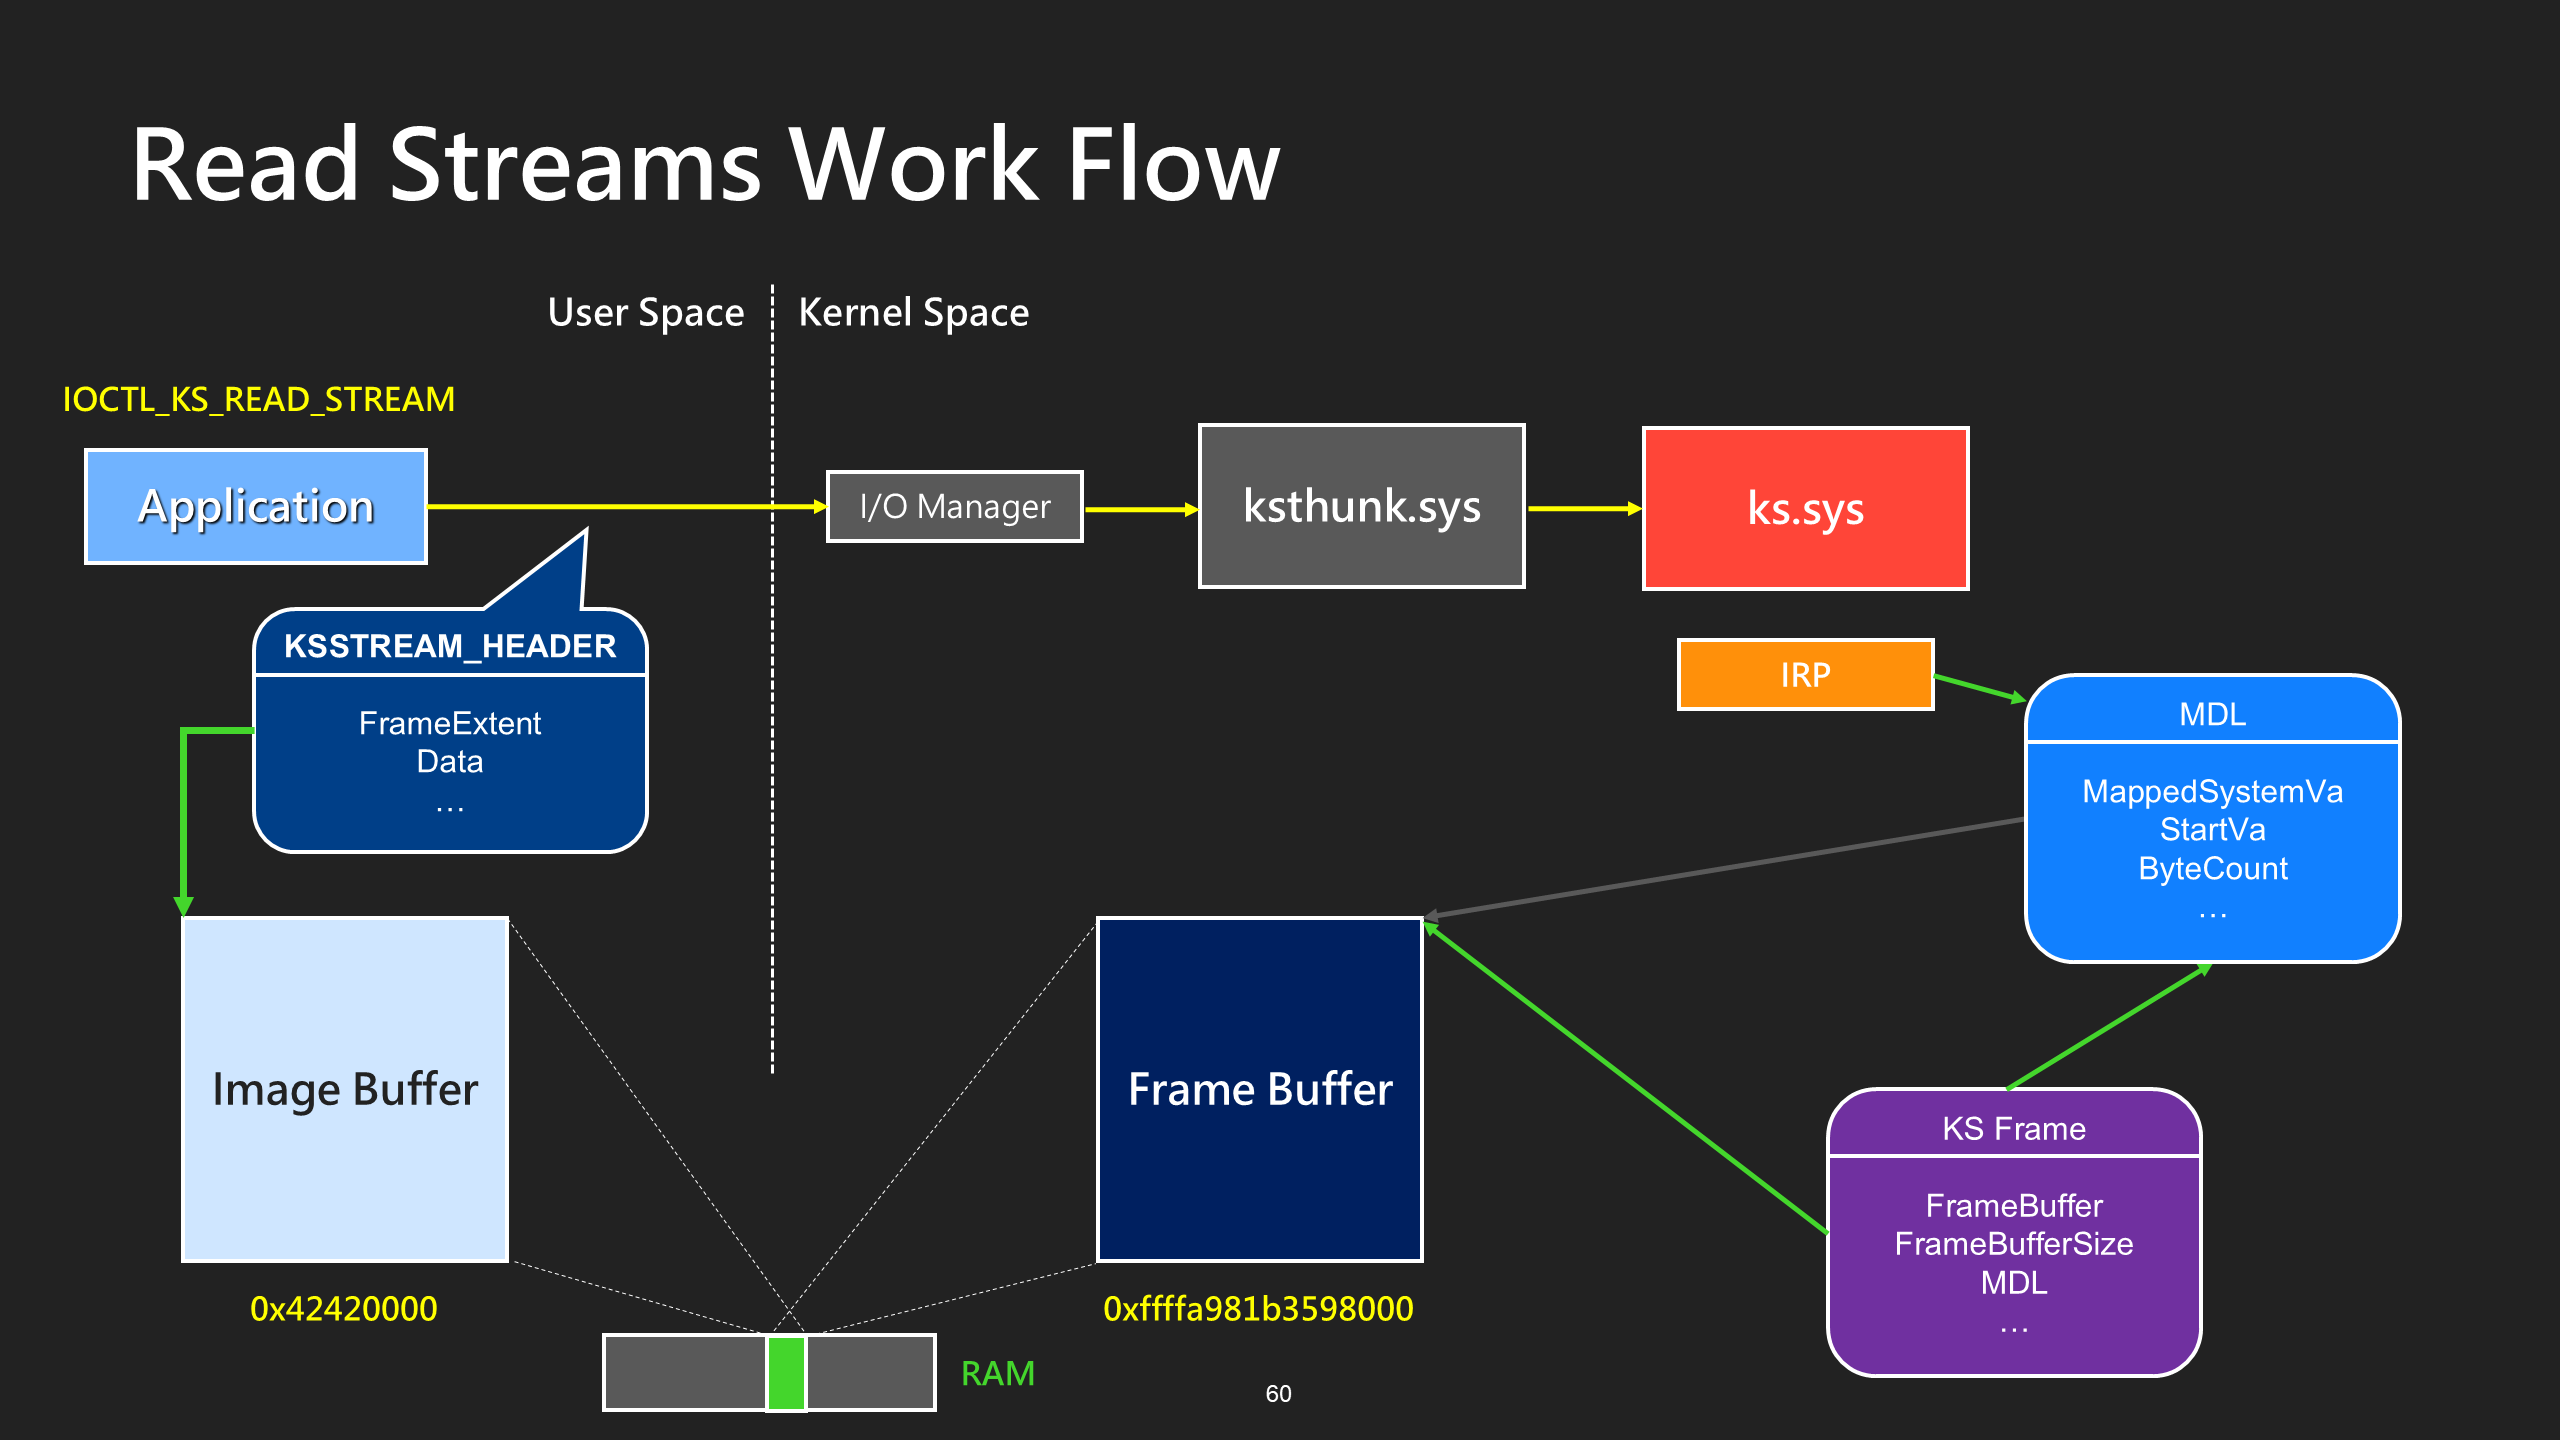 Read Streams Work Flow
User Space
Kernel Space
IOCTL_KS_READ_STREAM
Application
I/O Manager
ksthunk.sys
ks.sys
KSSTREAM_HEADER
FrameExtent
Data
...
IRP
MDL
MappedSystemVa
StartVa
ByteCount
...
Image Buffer
Frame Buffer
KS Frame
FrameBuffer
FrameBufferSize
MDL
...
0x42420000
0xffffa981b3598000
RAM
60